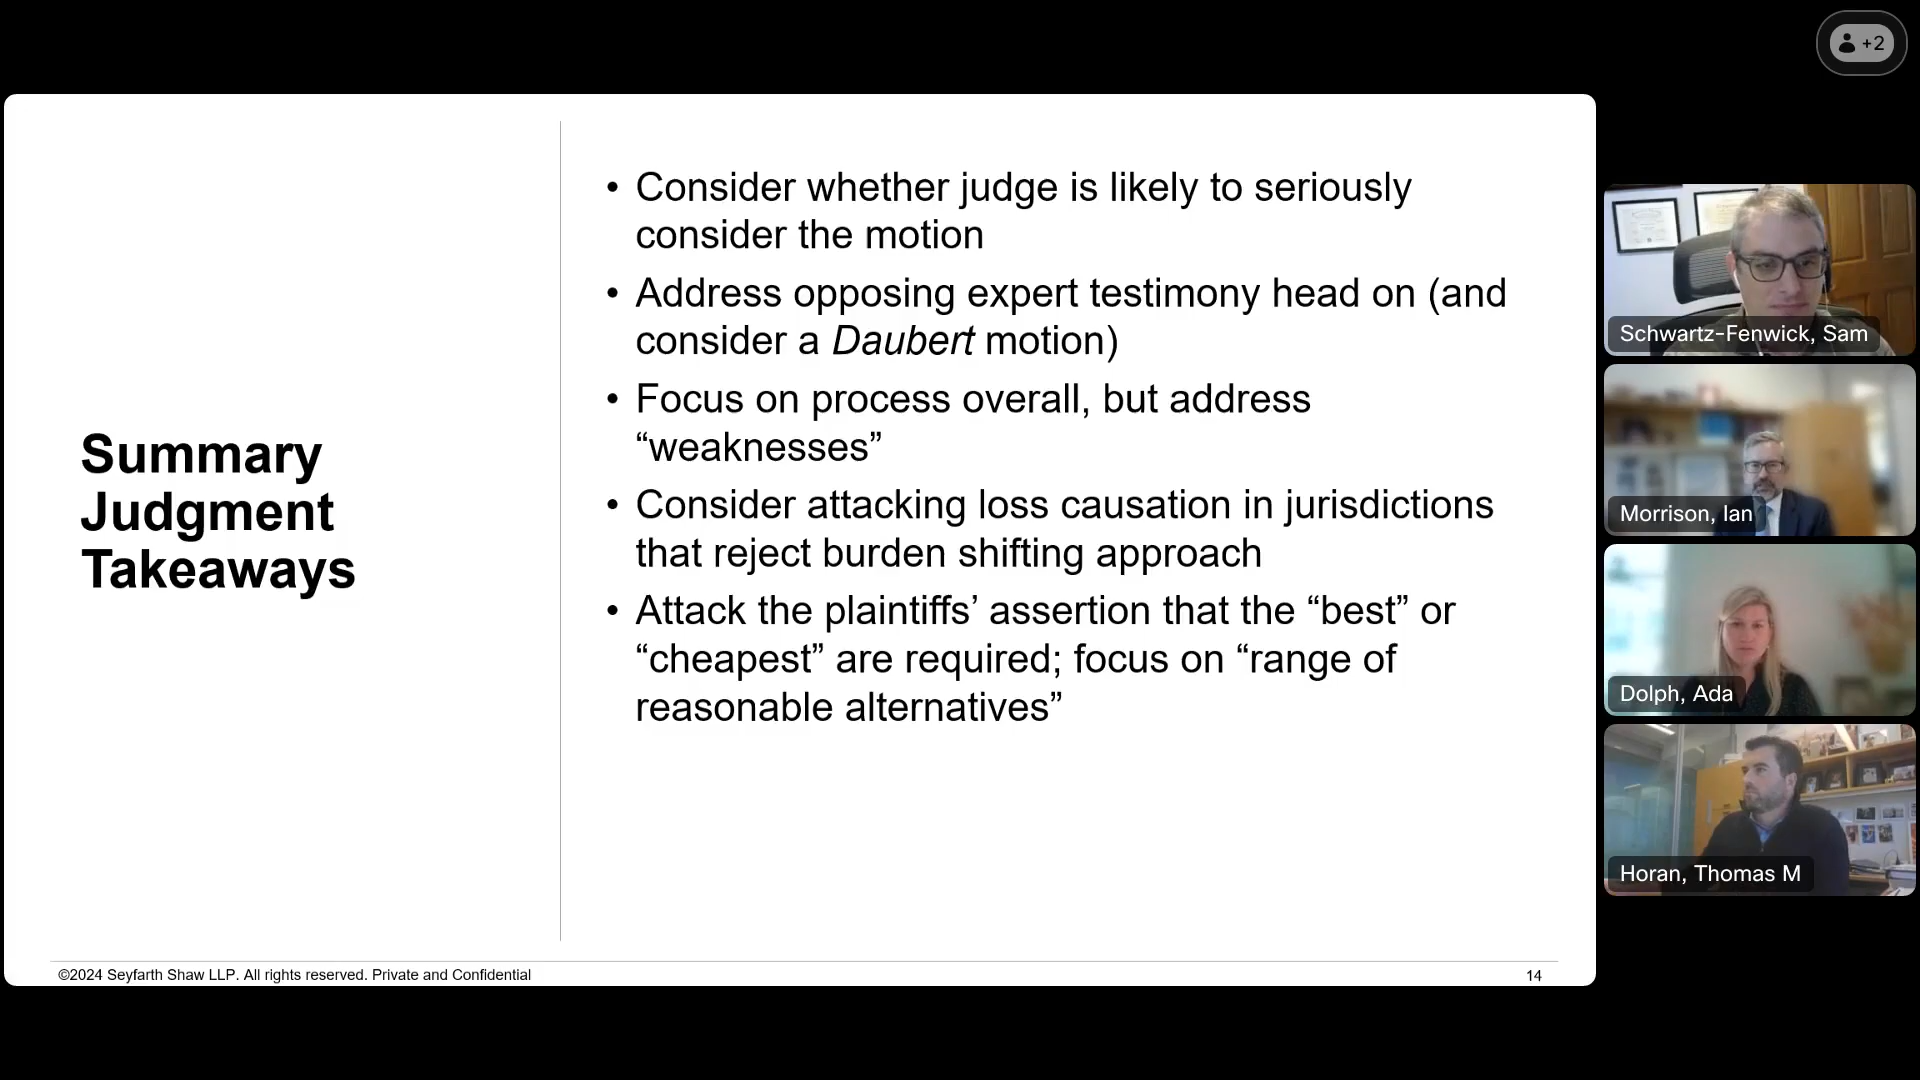 +2
Summary
Judgment
Takeaways
• Consider whether judge is likely to seriously
consider the motion
• Address opposing expert testimony head on (and
consider a Daubert motion)
• Focus on process overall, but address
“weaknesses”
• Consider attacking loss causation in jurisdictions
that reject burden shifting approach
• Attack the plaintiffs’ assertion that the “best” or
“cheapest” are required; focus on “range of
reasonable alternatives”
©2024 Seyfarth Shaw LLP. All rights reserved. Private and Confidential
14
Schwartz-Fenwick, Sam
Morrison, Ian
Dolph, Ada
Horan, Thomas M